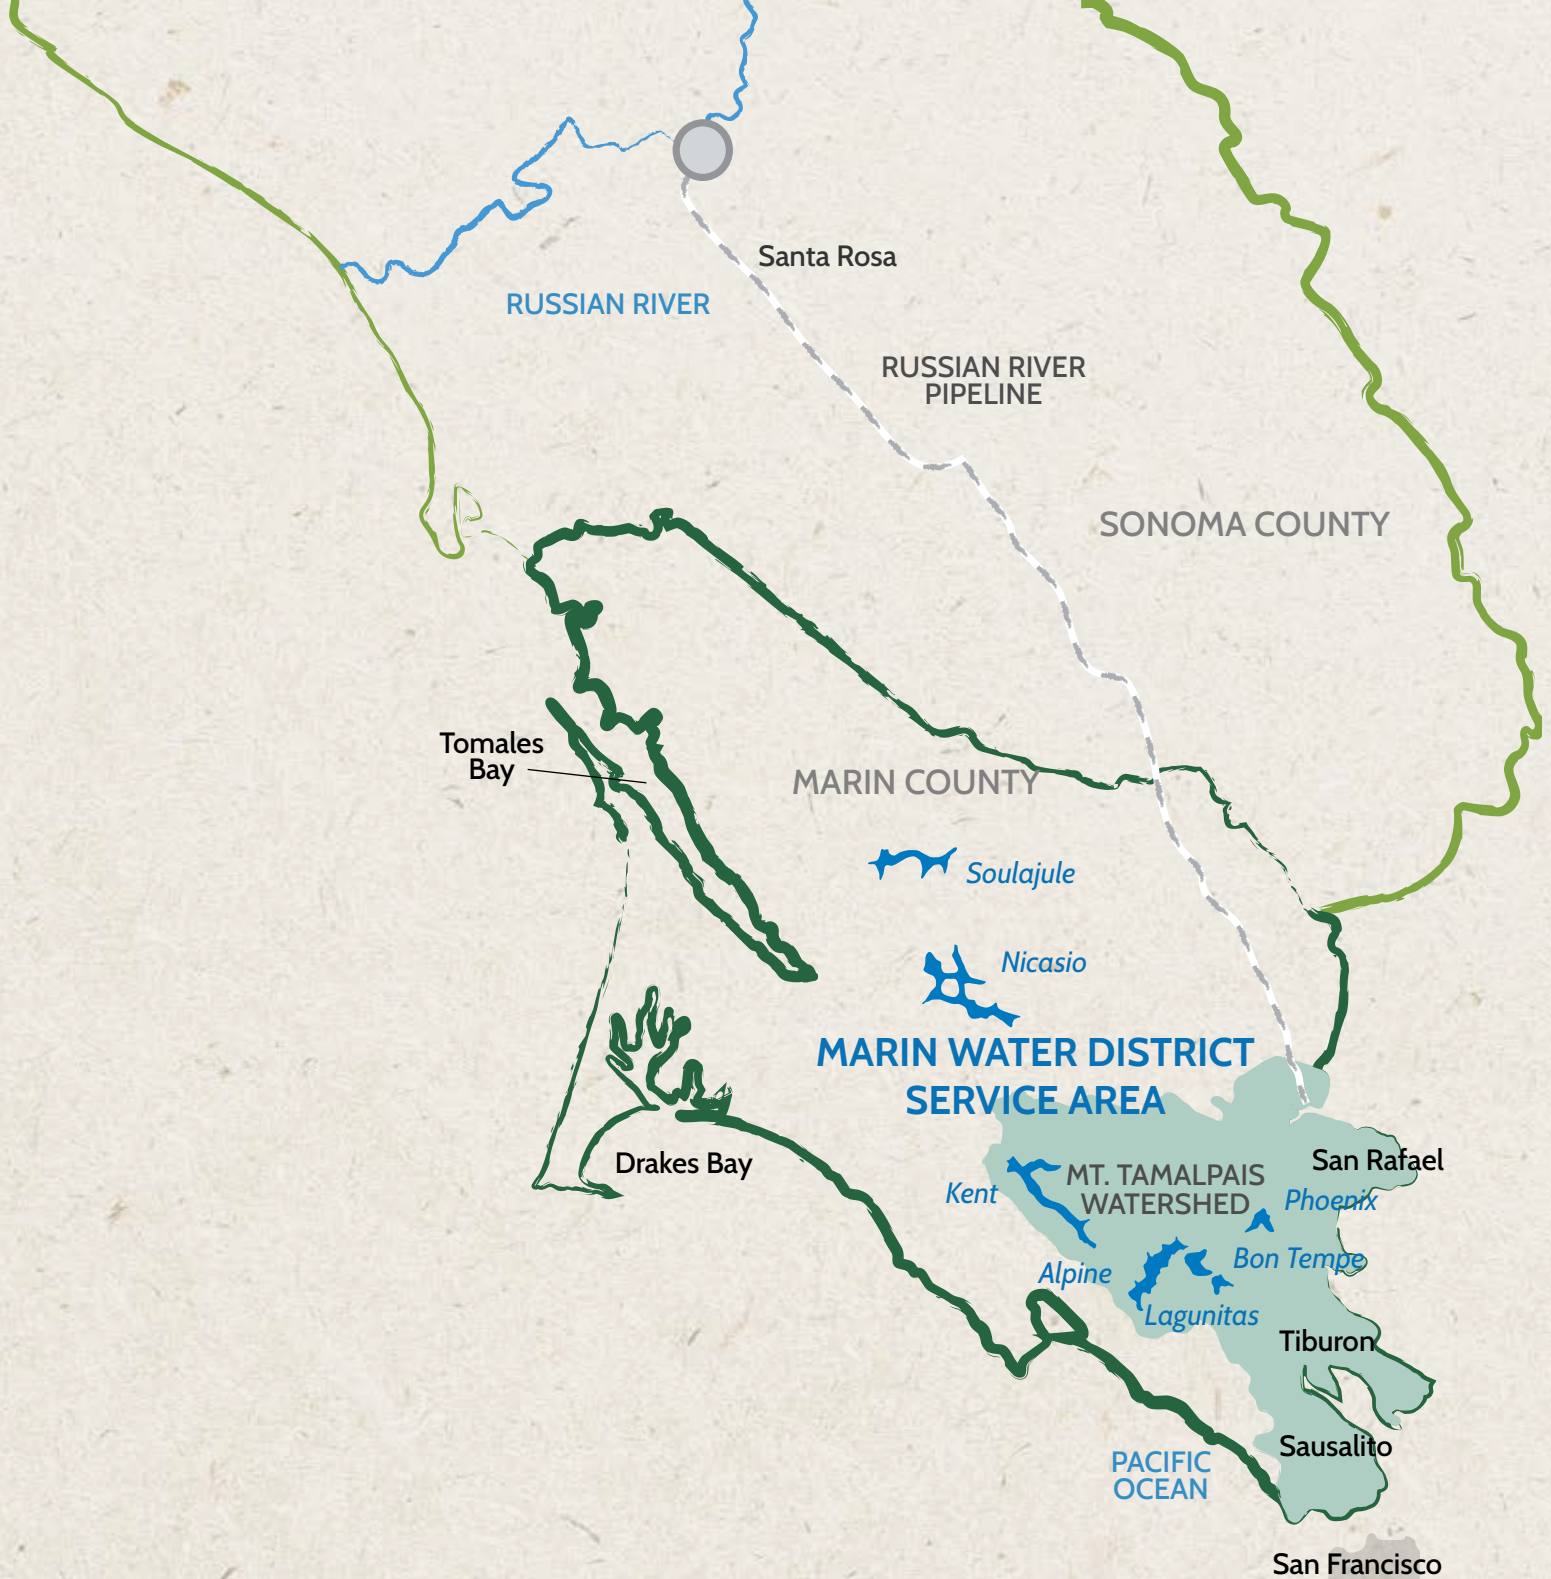 Santa Rosa
RUSSIAN RIVER
RUSSIAN RIVER
PIPELINE
SONOMA COUNTY
Tomales
Bay
MARIN COUNTY
Soulajule
Nicasio
MARIN WATER DISTRICT
SERVICE AREA
Drakes Bay
San Rafael
MT. TAMALPAIS
WATERSHED
Kent
Phoenix
Bon Tempe
Alpine
Lagunitas
Tiburon
Sausalito
PACIFIC
OCEAN
San Francisco